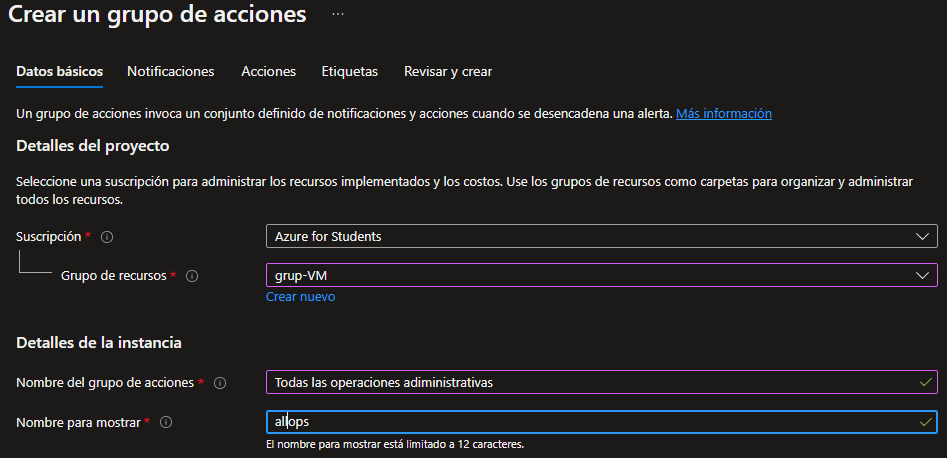 Crear un grupo de acciones ...
Datos básicos Notificaciones Acciones Etiquetas Revisar y crear
Un grupo de acciones invoca un conjunto definido de notificaciones y acciones cuando se desencadena una alerta. Más información
Detalles del proyecto
Seleccione una suscripción para administrar los recursos implementados y los costos. Use los grupos de recursos como carpetas para organizar y administrar
todos los recursos.
Suscripción * Azure for Students
Grupo de recursos * grup-VM
Crear nuevo
Detalles de la instancia
Nombre del grupo de acciones * Todas las operaciones adiministrativas
Nombre para mostrar * allops
El nombre para mostrar está limitado a 12 caracteres.